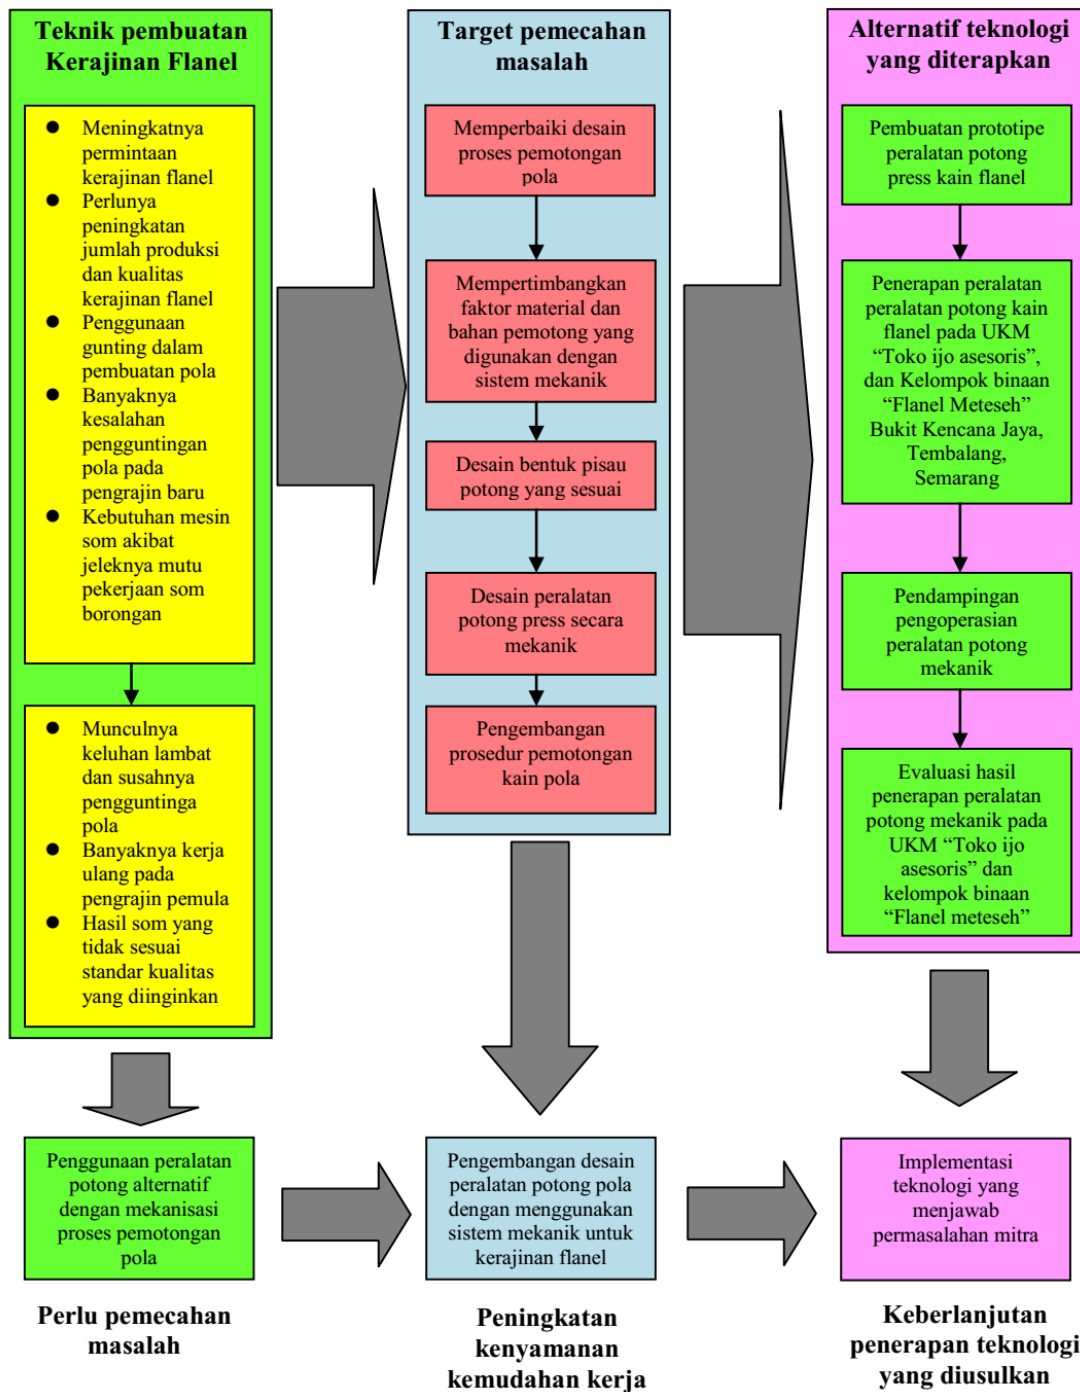 Teknik pembuatan
Kerajinan Flanel
● Meningkatnya
permintaan
kerajinan flanel
● Perlunya
peningkatan
jumlah produksi
dan kualitas
kerajinan flanel
● Penggunaan
gunting dalam
pembuatan pola
● Banyaknya
kesalahan
pengguntingan
pola pada
pengrajin baru
● Kebutuhan mesin
som akibat
jeleknya mutu
pekerjaan som
borongan
● Munculnya
keluhan lambat
dan susahnya
pengguntinga
pola
● Banyaknya kerja
ulang pada
pengrajin pemula
● Hasil som yang
tidak sesuai
standar kualitas
yang diinginkan
Target pemecahan
masalah
Memperbaiki desain
proses pemotongan
pola
Mempertimbangkan
faktor material dan
bahan pemotong yang
digunakan dengan
sistem mekanik
Desain bentuk pisau
potong yang sesuai
Desain peralatan
potong press secara
mekanik
Pengembangan
prosedur pemotongan
kain pola
Alternatif teknologi
yang diterapkan
Pembuatan prototipe
peralatan potong
press kain flanel
Penerapan peralatan
peralatan potong kain
flanel pada UKM
“Toko ijo asesoris”,
dan Kelompok binaan
“Flanel Meteseh”
Bukit Kencana Jaya,
Tembalang,
Semarang
Pendampingan
pengoperasian
peralatan potong
mekanik
Evaluasi hasil
penerapan peralatan
potong mekanik pada
UKM “Toko ijo
asesoris” dan
kelompok binaan
“Flanel meteseh”
Penggunaan peralatan
potong alternatif
dengan mekanisasi
proses pemotongan
pola
Pengembangan desain
peralatan potong pola
dengan menggunakan
sistem mekanik untuk
kerajinan flanel
Implementasi
teknologi yang
menjawab
permasalahan mitra
Perlu pemecahan
masalah
Peningkatan
kenyamanan
kemudahan kerja
Keberlanjutan
penerapan teknologi
yang diusulkan